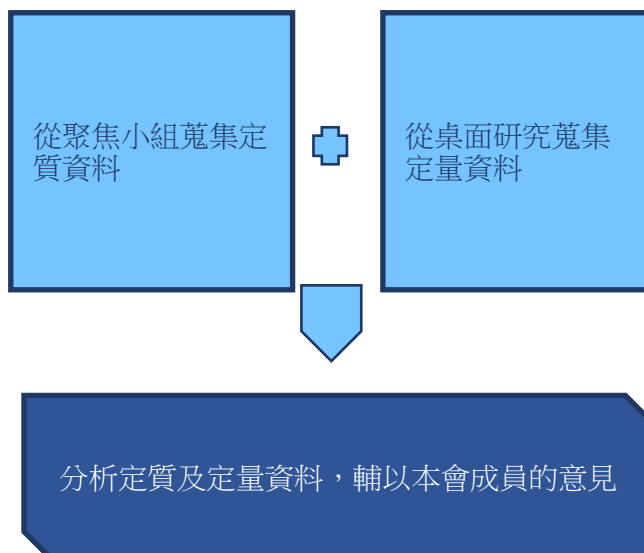 從聚焦小組蒐集定
質資料
從桌面研究蒐集
定量資料
分析定質及定量資料，輔以本會成員的意見